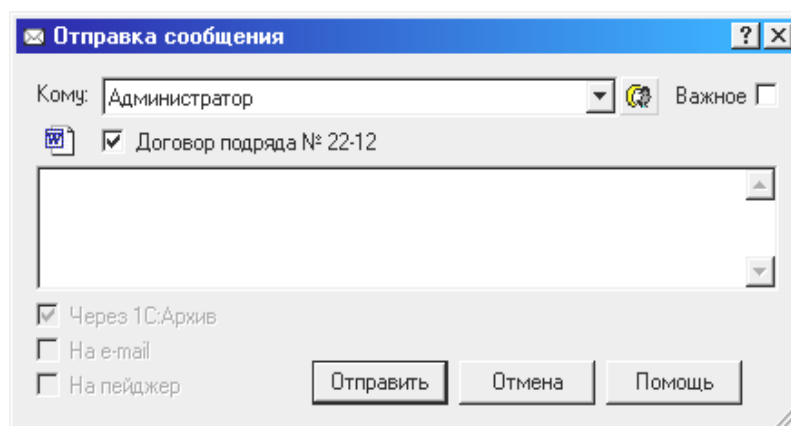 Отправка сообщения
Кому: Администратор Важное
Договор подряда № 22-12
Через 1С:Архив
На e-mail
На пейджер
Отправить Отмена Помощь